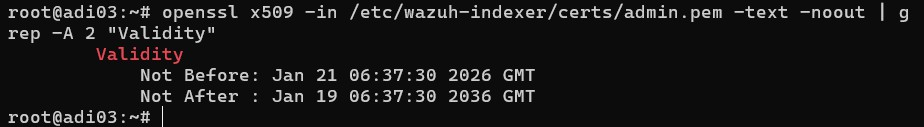 root@adi03:~# openssl x509 -in /etc/wazuh-indexer/certs/admin.pem -text -noout | g
rep -A 2 "Validity"
        Validity
            Not Before: Jan 21 06:37:30 2026 GMT
            Not After : Jan 19 06:37:30 2036 GMT
root@adi03:~#